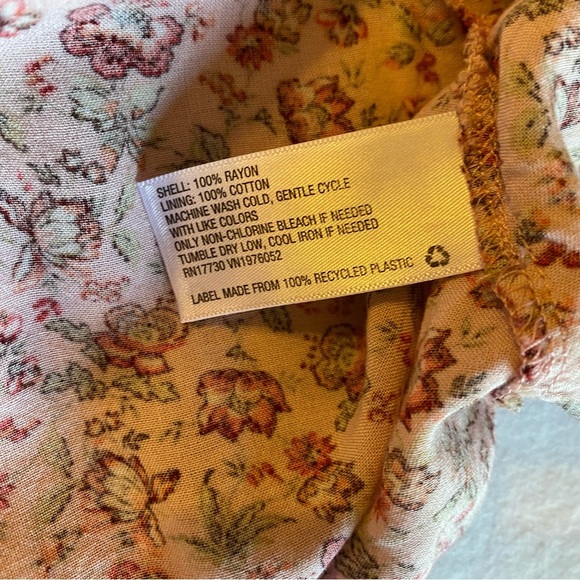 SHELL: 100% RAYON
LINING: 100% COTTON
MACHINE WASH COLD, GENTLE CYCLE
WITH LIKE COLORS
ONLY NON-CHLORINE BLEACH IF NEEDED
TUMBLE DRY LOW, COOL IRON IF NEEDED
RN17730 VN1976052
LABEL MADE FROM 100% RECYCLED PLASTIC